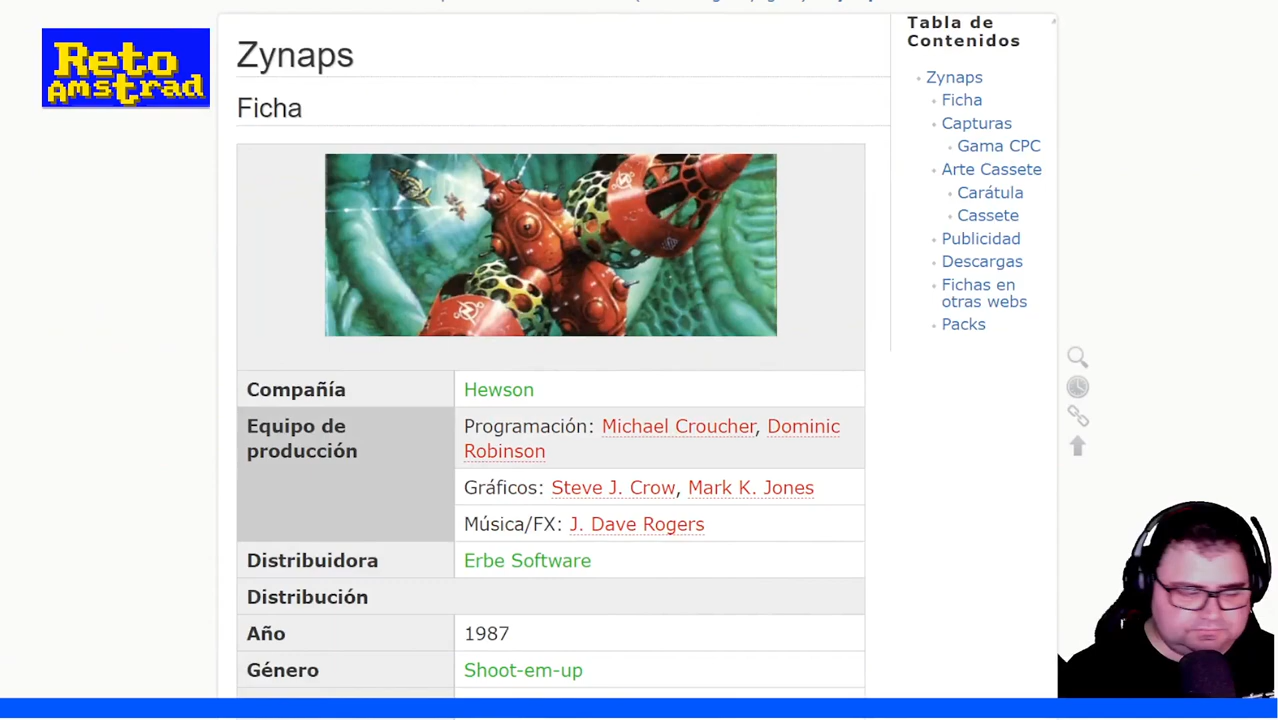 Reto
Amstrad
Zynaps
Ficha
Compañía
Hewson
Equipo de
producción
Programación: Michael Croucher, Dominic
Robinson
Gráficos: Steve J. Crow, Mark K. Jones
Música/FX: J. Dave Rogers
Distribuidora
Erbe Software
Distribución
Año
1987
Género
Shoot-em-up
Tabla de
Contenidos
Zynaps
Ficha
Capturas
Gama CPC
Arte Cassete
Carátula
Cassete
Publicidad
Descargas
Fichas en
otras webs
Packs